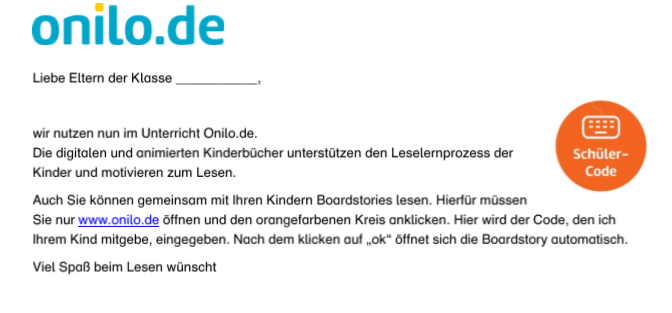 onilo.de
Liebe Eltern der Klasse ___________,
wir nutzen nun im Unterricht Onilo.de.
Die digitalen und animierten Kinderbücher unterstützen den Leselernprozess der
Kinder und motivieren zum Lesen.
Schüler-
Code
Auch Sie können gemeinsam mit Ihren Kindern Boardstories lesen. Hierfür müssen
Sie nur www.onilo.de öffnen und den orangefarbenen Kreis anklicken. Hier wird der Code, den ich
Ihrem Kind mitgebe, eingegeben. Nach dem klicken auf „ok“ öffnet sich die Boardstory automatisch.
Viel Spaß beim Lesen wünscht